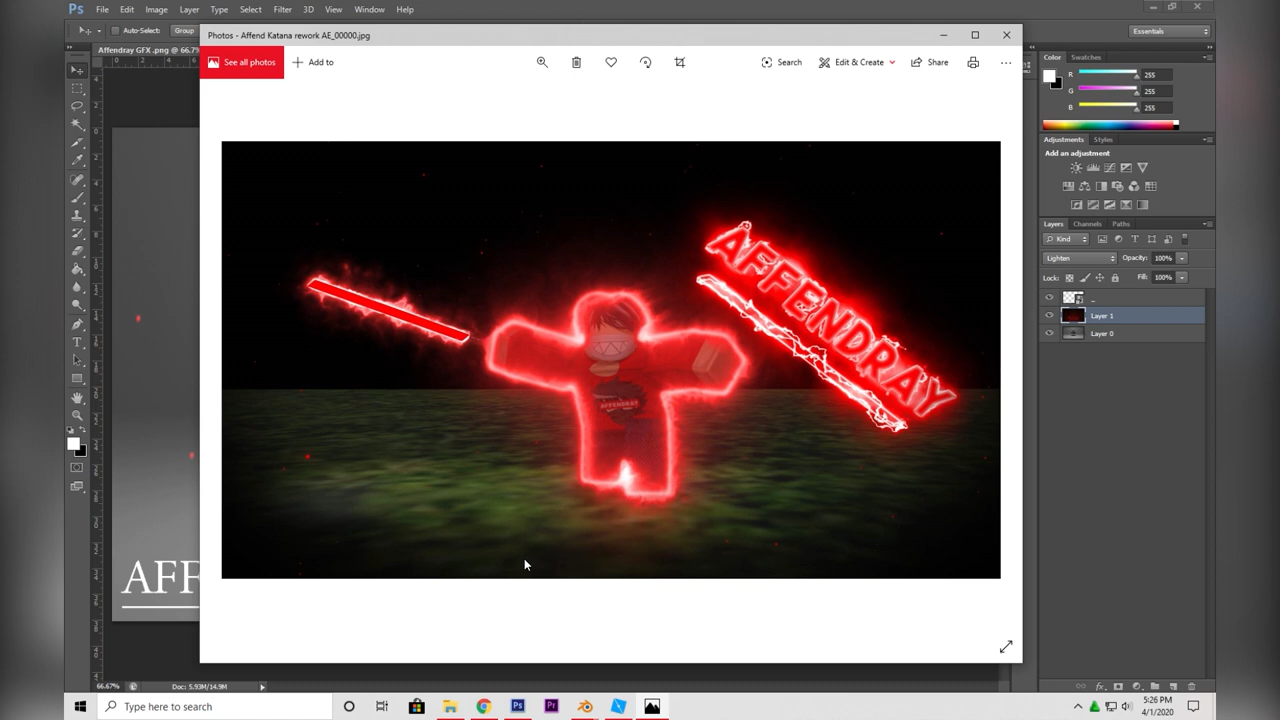 Ps File Edit Image Layer Type Select Filter 3D View Window Help
Auto-Select: Group
Essentials
Affendray GFX .png @ 66.7%
Photos - Affend Katana rework AE_00000.jpg
See all photos Add to Search Edit & Create Share
AFFENDRAY
AFFENDRAY
AFF
Color Swatches
R 255
G 255
B 255
Adjustments Styles
Add an adjustment
Layers Channels Paths
Kind
Lighten Opacity: 100%
Lock: Fill: 100%
_
Layer 1
Layer 0
66.67% Doc: 5.93M/14.9M
Type here to search
Ps Pr
5:26 PM
4/1/2020